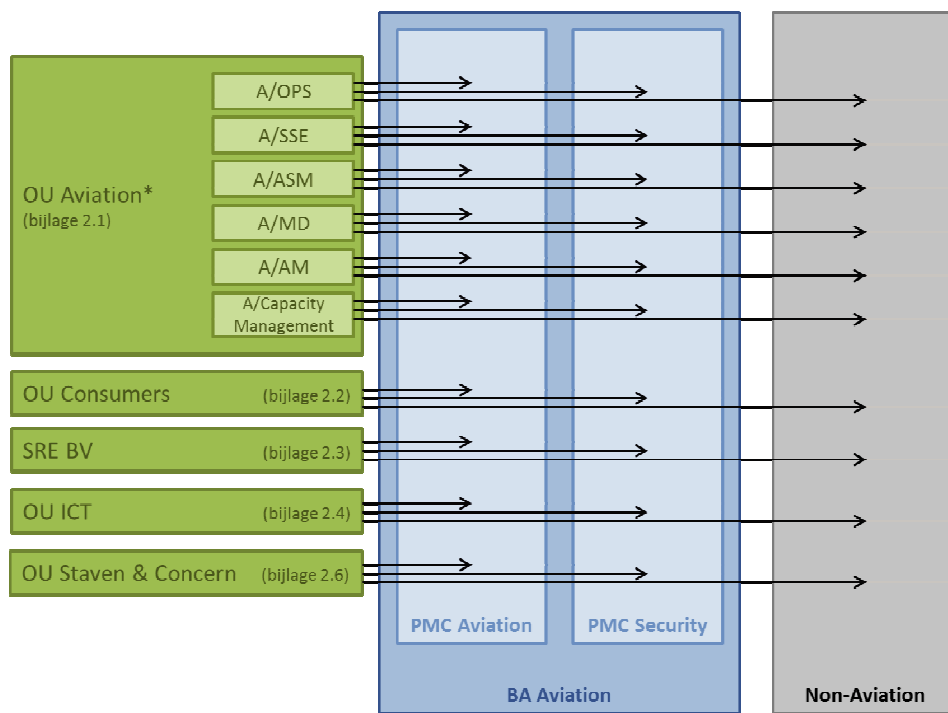 A/OPS
A/SSE
A/ASM
OU Aviation*
(bijlage 2.1)
A/MD
A/AM
A/Capacity
Management
OU Consumers (bijlage 2.2)
SRE BV (bijlage 2.3)
OU ICT (bijlage 2.4)
OU Staven & Concern (bijlage 2.6)
PMC Aviation PMC Security
BA Aviation Non-Aviation